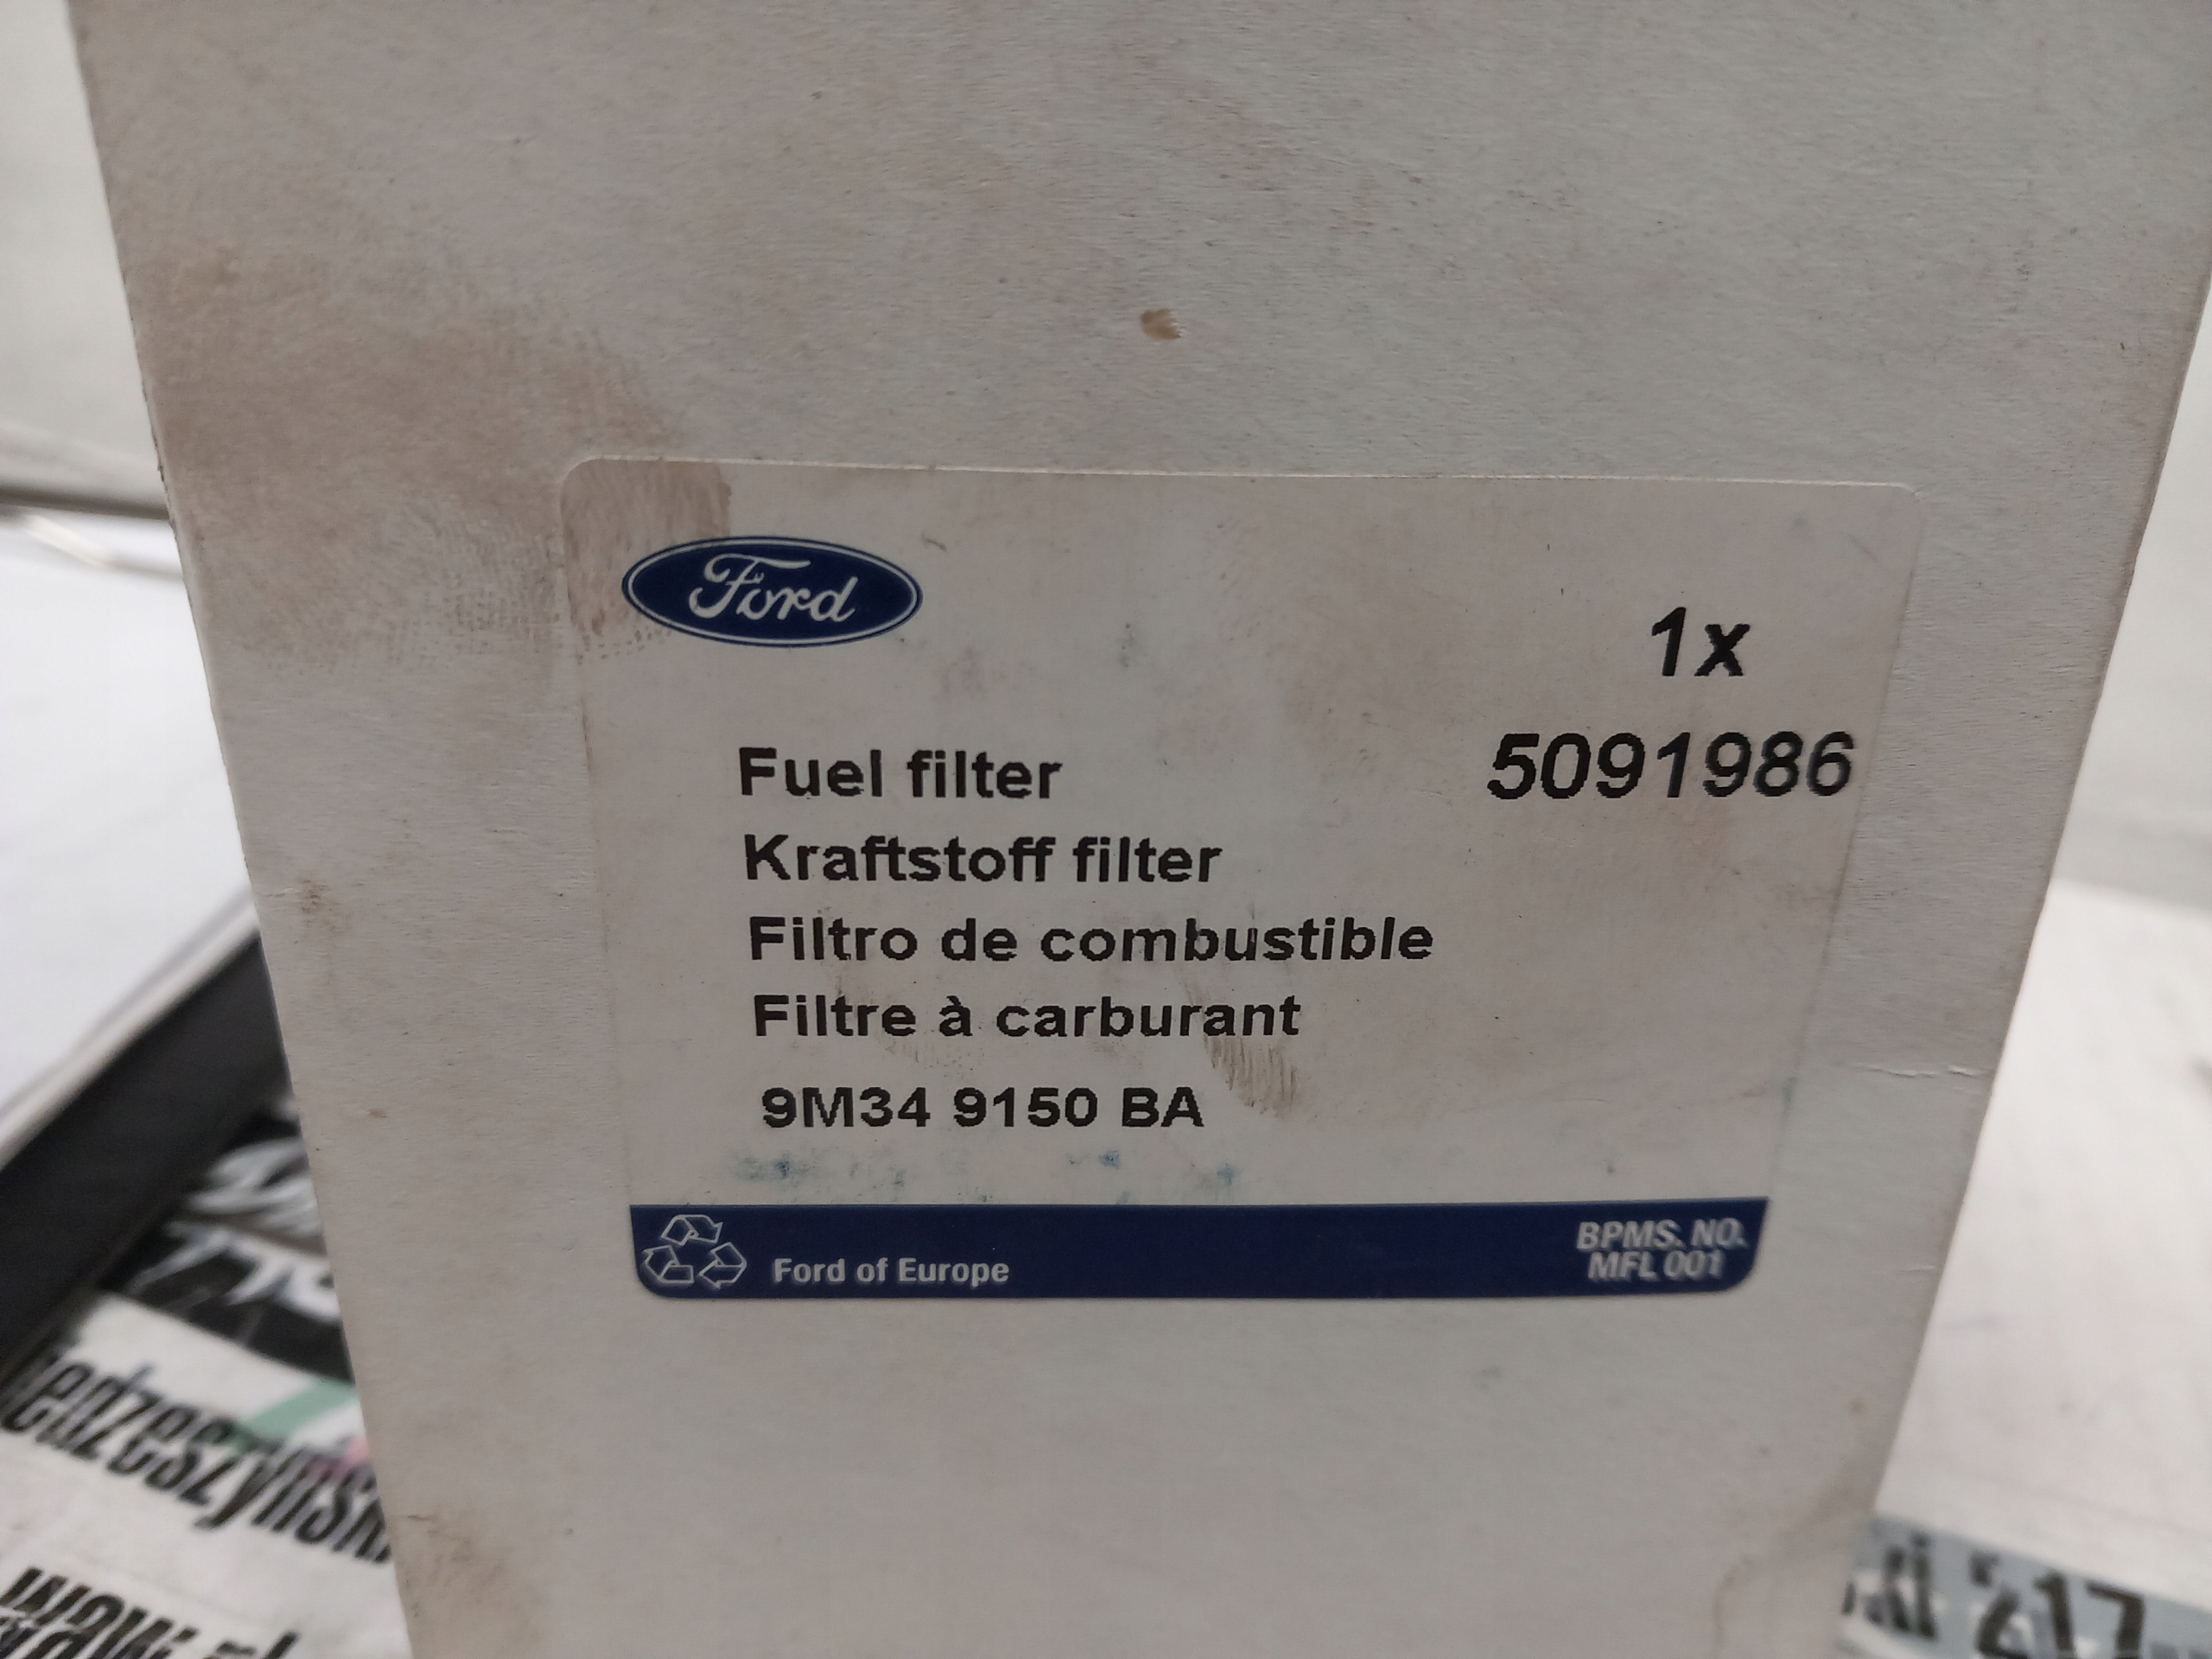 Ford
1x
5091986
Fuel filter
Kraftstoff filter
Filtro de combustible
Filtre à carburant
9M34 9150 BA
Ford of Europe
BPMS. NO.
MFL 001
217